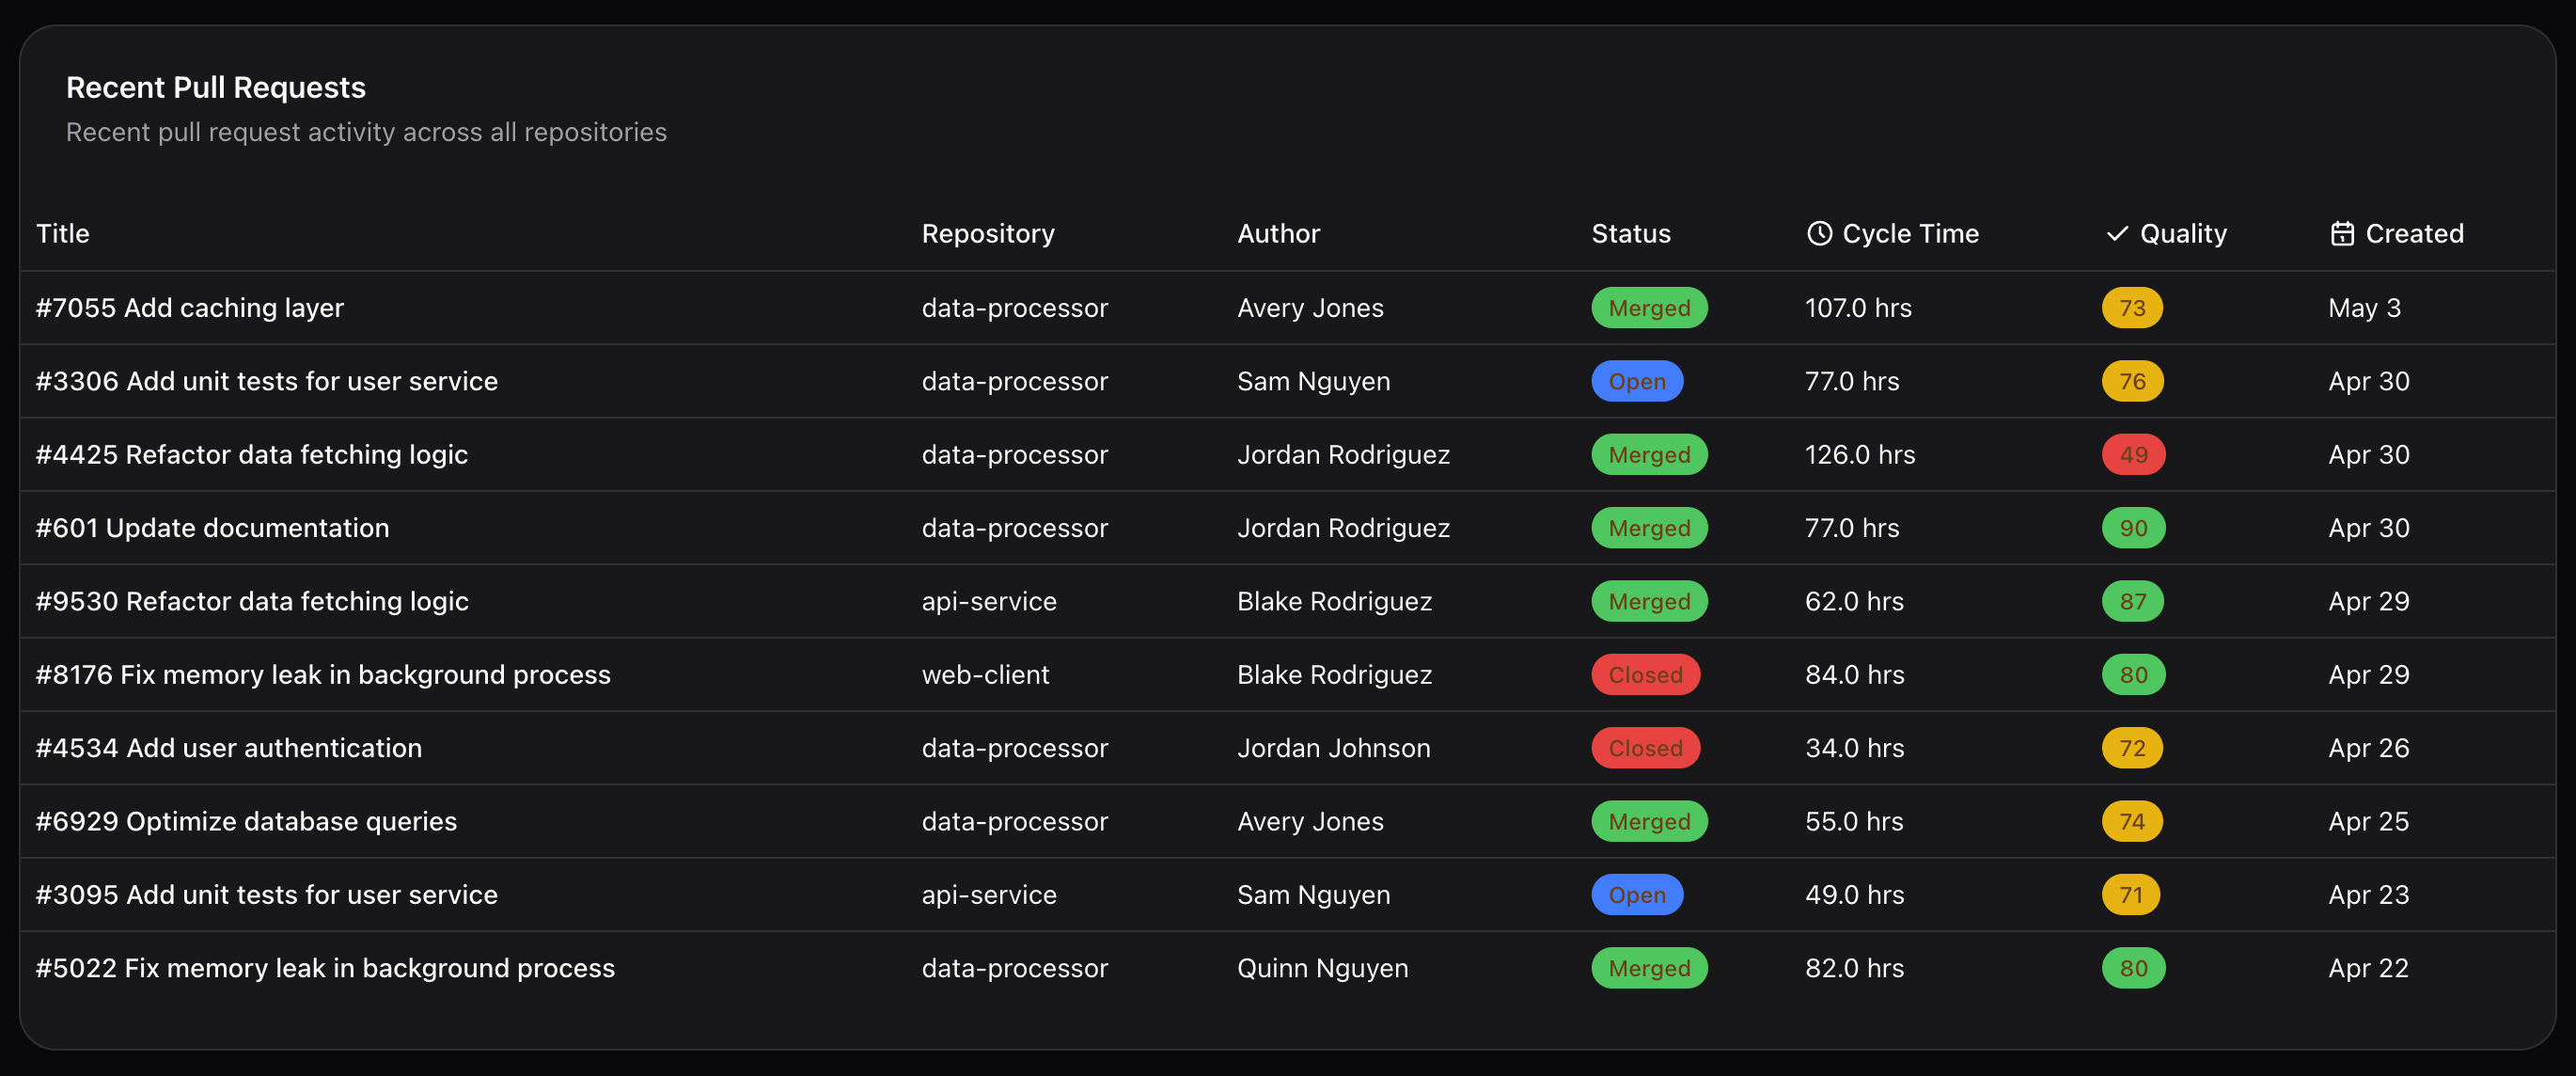 Recent Pull Requests
Recent pull request activity across all repositories
Title Repository Author Status Cycle Time Quality Created
#7055 Add caching layer data-processor Avery Jones Merged 107.0 hrs 73 May 3
#3306 Add unit tests for user service data-processor Sam Nguyen Open 77.0 hrs 76 Apr 30
#4425 Refactor data fetching logic data-processor Jordan Rodriguez Merged 126.0 hrs 49 Apr 30
#601 Update documentation data-processor Jordan Rodriguez Merged 77.0 hrs 90 Apr 30
#9530 Refactor data fetching logic api-service Blake Rodriguez Merged 62.0 hrs 87 Apr 29
#8176 Fix memory leak in background process web-client Blake Rodriguez Closed 84.0 hrs 80 Apr 29
#4534 Add user authentication data-processor Jordan Johnson Closed 34.0 hrs 72 Apr 26
#6929 Optimize database queries data-processor Avery Jones Merged 55.0 hrs 74 Apr 25
#3095 Add unit tests for user service api-service Sam Nguyen Open 49.0 hrs 71 Apr 23
#5022 Fix memory leak in background process data-processor Quinn Nguyen Merged 82.0 hrs 80 Apr 22